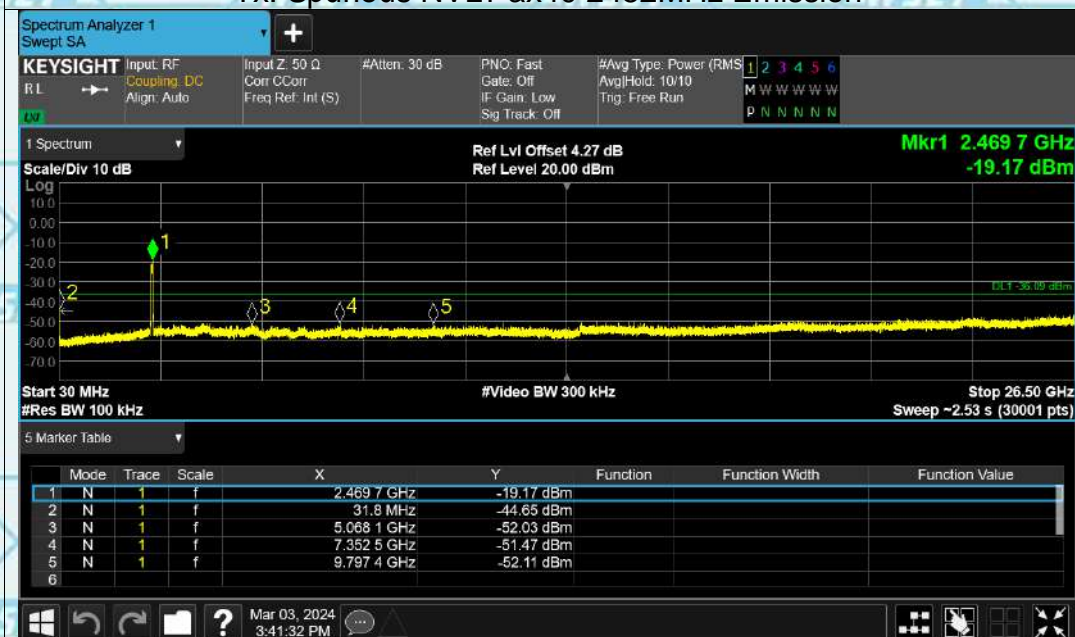 Tx. Spurious NVLT ax40 2452MHz Emission
Spectrum Analyzer 1
Swept SA
+
KEYSIGHT Input: RF Input Z: 50 Ω #Atten: 30 dB PNO: Fast #Avg Type: Power (RMS 1 2 3 4 5 6
RL Coupling: DC Corr CCorr Gate: Off Avg|Hold: 10/10 M W W W W W
Align: Auto Freq Ref: Int (S) IF Gain: Low Trig: Free Run
Sig Track: Off P N N N N N
LXI
1 Spectrum
Ref Lvl Offset 4.27 dB Mkr1 2.469 7 GHz
Scale/Div 10 dB Ref Level 20.00 dBm -19.17 dBm
Log
10.0
0.00
-10.0 1
-20.0
-30.0 2 DL1 -36.09 dBm
-40.0 3 4 5
-50.0
-60.0
-70.0
Start 30 MHz #Video BW 300 kHz Stop 26.50 GHz
#Res BW 100 kHz Sweep ~2.53 s (30001 pts)
5 Marker Table
Mode Trace Scale X Y Function Function Width Function Value
1 N 1 f 2.469 7 GHz -19.17 dBm
2 N 1 f 31.8 MHz -44.65 dBm
3 N 1 f 5.068 1 GHz -52.03 dBm
4 N 1 f 7.352 5 GHz -51.47 dBm
5 N 1 f 9.797 4 GHz -52.11 dBm
6
? Mar 03, 2024
3:41:32 PM